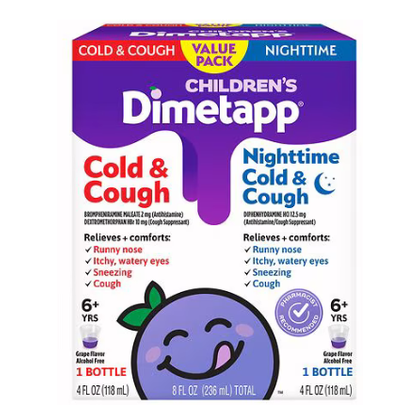 CHILDREN'S
COLD & COUGH
VALUE
PACK
NIGHTTIME
CHILDREN'S
Dimetapp®
Cold &
Cough
BROMPHENIRAMINE MALEATE 2 mg (Antihistamine)
DEXTROMETHORPHAN HBr 10 mg (Cough Suppressant)
Relieves + comforts:
✓ Runny nose
✓ Itchy, watery eyes
✓ Sneezing
✓ Cough
6+
YRS
Grape Flavor
Alcohol Free
1 BOTTLE
4 FL OZ (118 mL)
Nighttime
Cold &
Cough
DIPHENHYDRAMINE HCl 12.5 mg
(Antihistamine/Cough Suppressant)
Relieves + comforts:
✓ Runny nose
✓ Itchy, watery eyes
✓ Sneezing
✓ Cough
PHARMACIST
RECOMMENDED
6+
YRS
Grape Flavor
Alcohol Free
1 BOTTLE
4 FL OZ (118 mL)
8 FL OZ (236 mL) TOTAL